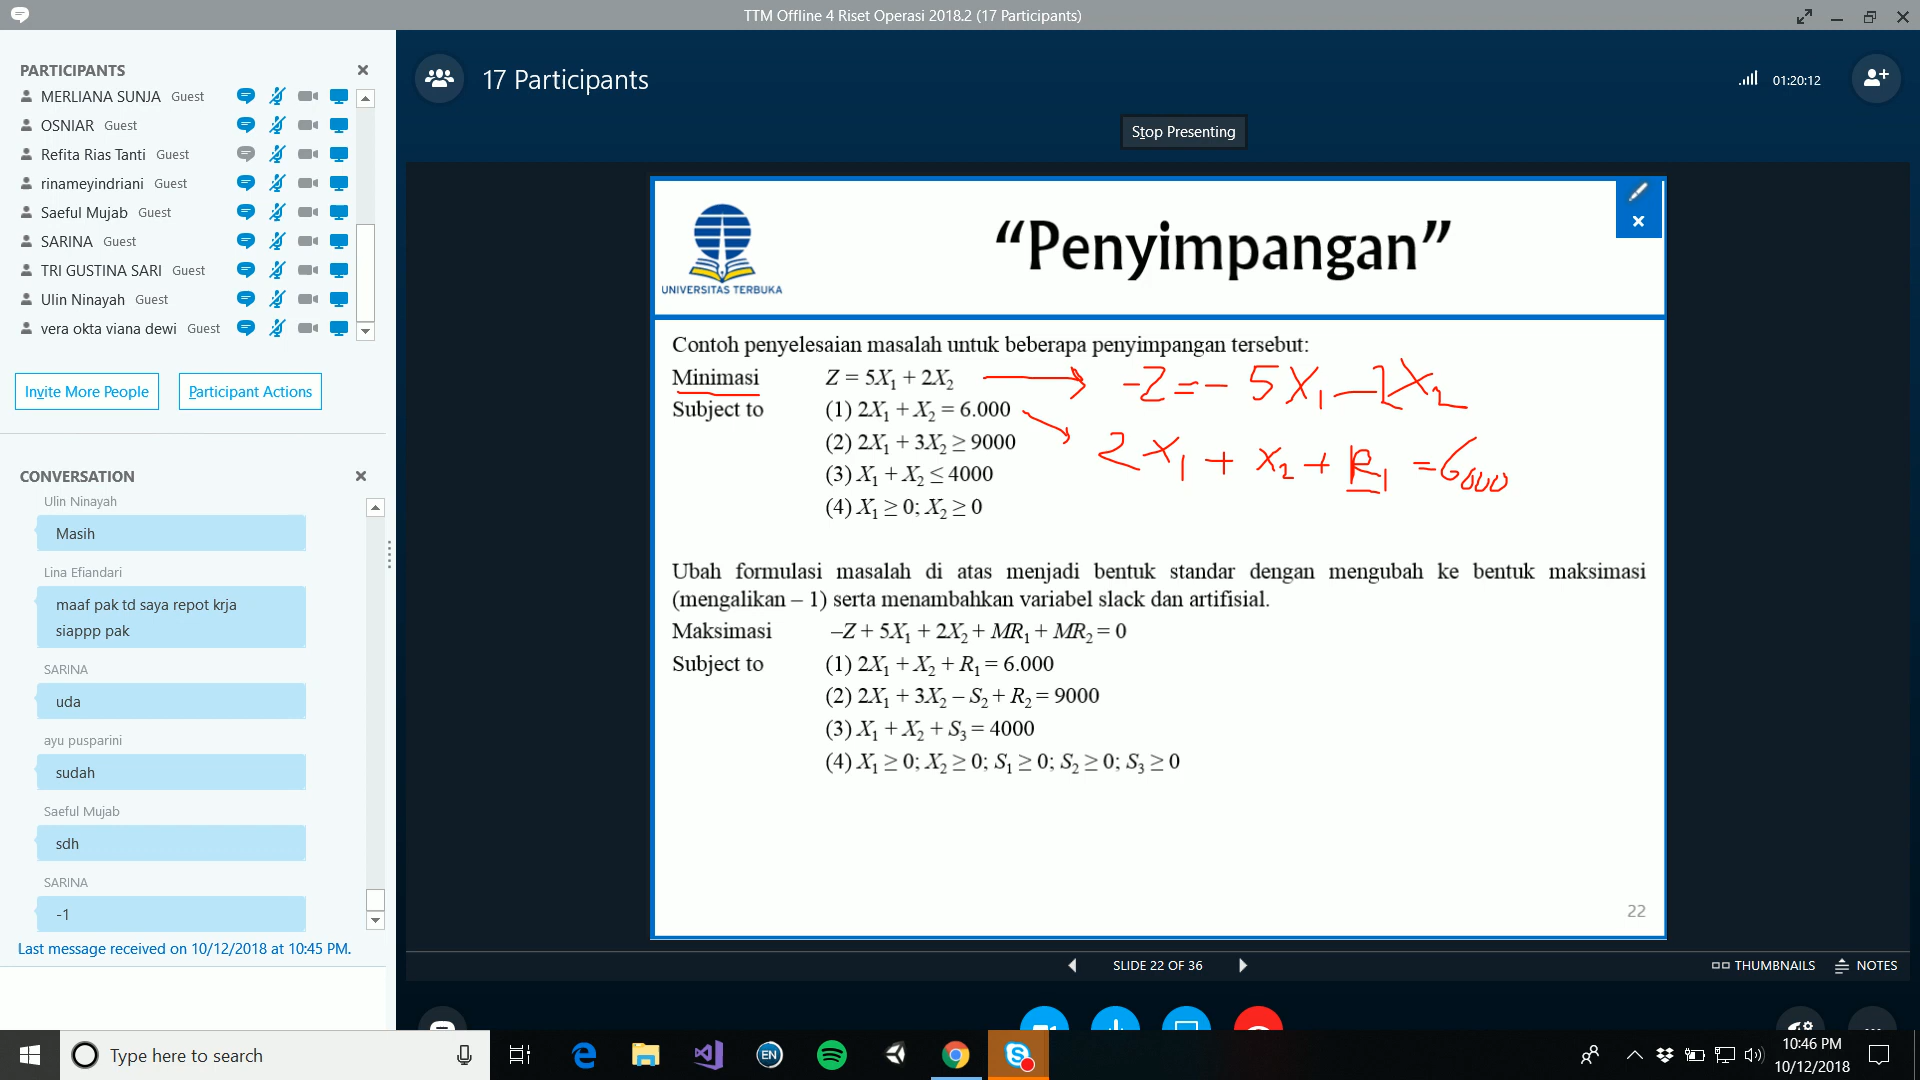 TTM Offline 4 Riset Operasi 2018.2 (17 Participants)
PARTICIPANTS
MERLIANA SUNJA Guest
OSNIAR Guest
Refita Rias Tanti Guest
rinameyindriani Guest
Saeful Mujab Guest
SARINA Guest
TRI GUSTINA SARI Guest
Ulin Ninayah Guest
vera okta viana dewi Guest
Invite More People
Participant Actions
CONVERSATION
Ulin Ninayah
Masih
Lina Efiandari
maaf pak td saya repot krja
siappp pak
SARINA
uda
ayu pusparini
sudah
Saeful Mujab
sdh
SARINA
-1
Last message received on 10/12/2018 at 10:45 PM.
17 Participants
01:20:12
Stop Presenting
UNIVERSITAS TERBUKA
“Penyimpangan”
Contoh penyelesaian masalah untuk beberapa penyimpangan tersebut:
Minimasi Z = 5X₁ + 2X₂ -Z = - 5X₁ - 2X₂
Subject to (1) 2X₁ + X₂ = 6.000
2X₁ + X₂ + R₁ = 6000
(2) 2X₁ + 3X₂ ≥ 9000
(3) X₁ + X₂ ≤ 4000
(4) X₁ ≥ 0; X₂ ≥ 0
Ubah formulasi masalah di atas menjadi bentuk standar dengan mengubah ke bentuk maksimasi
(mengalikan – 1) serta menambahkan variabel slack dan artifisial.
Maksimasi –Z + 5X₁ + 2X₂ + MR₁ + MR₂ = 0
Subject to (1) 2X₁ + X₂ + R₁ = 6.000
(2) 2X₁ + 3X₂ – S₂ + R₂ = 9000
(3) X₁ + X₂ + S₃ = 4000
(4) X₁ ≥ 0; X₂ ≥ 0; S₁ ≥ 0; S₂ ≥ 0; S₃ ≥ 0
22
SLIDE 22 OF 36
THUMBNAILS
NOTES
Type here to search
EN
10:46 PM
10/12/2018